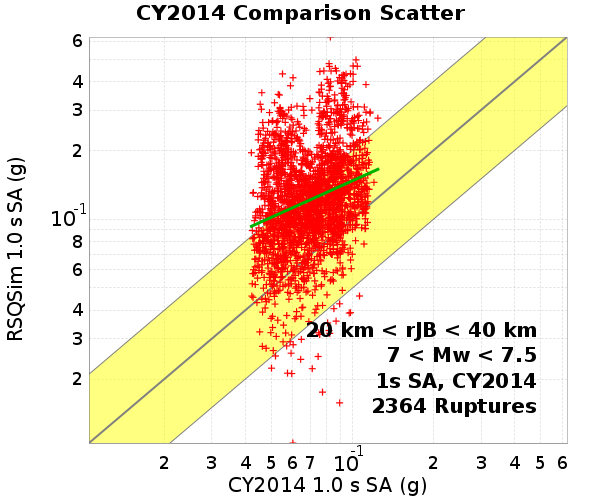 CY2014 Comparison Scatter
RSQSim 1.0 s SA (g)
6
4
3
2
10-1
8
6
4
3
2
20 km < rJB < 40 km
7 < Mw < 7.5
1s SA, CY2014
2364 Ruptures
2 3 4 5 6 7 10-1 2 3 4 5 6
CY2014 1.0 s SA (g)